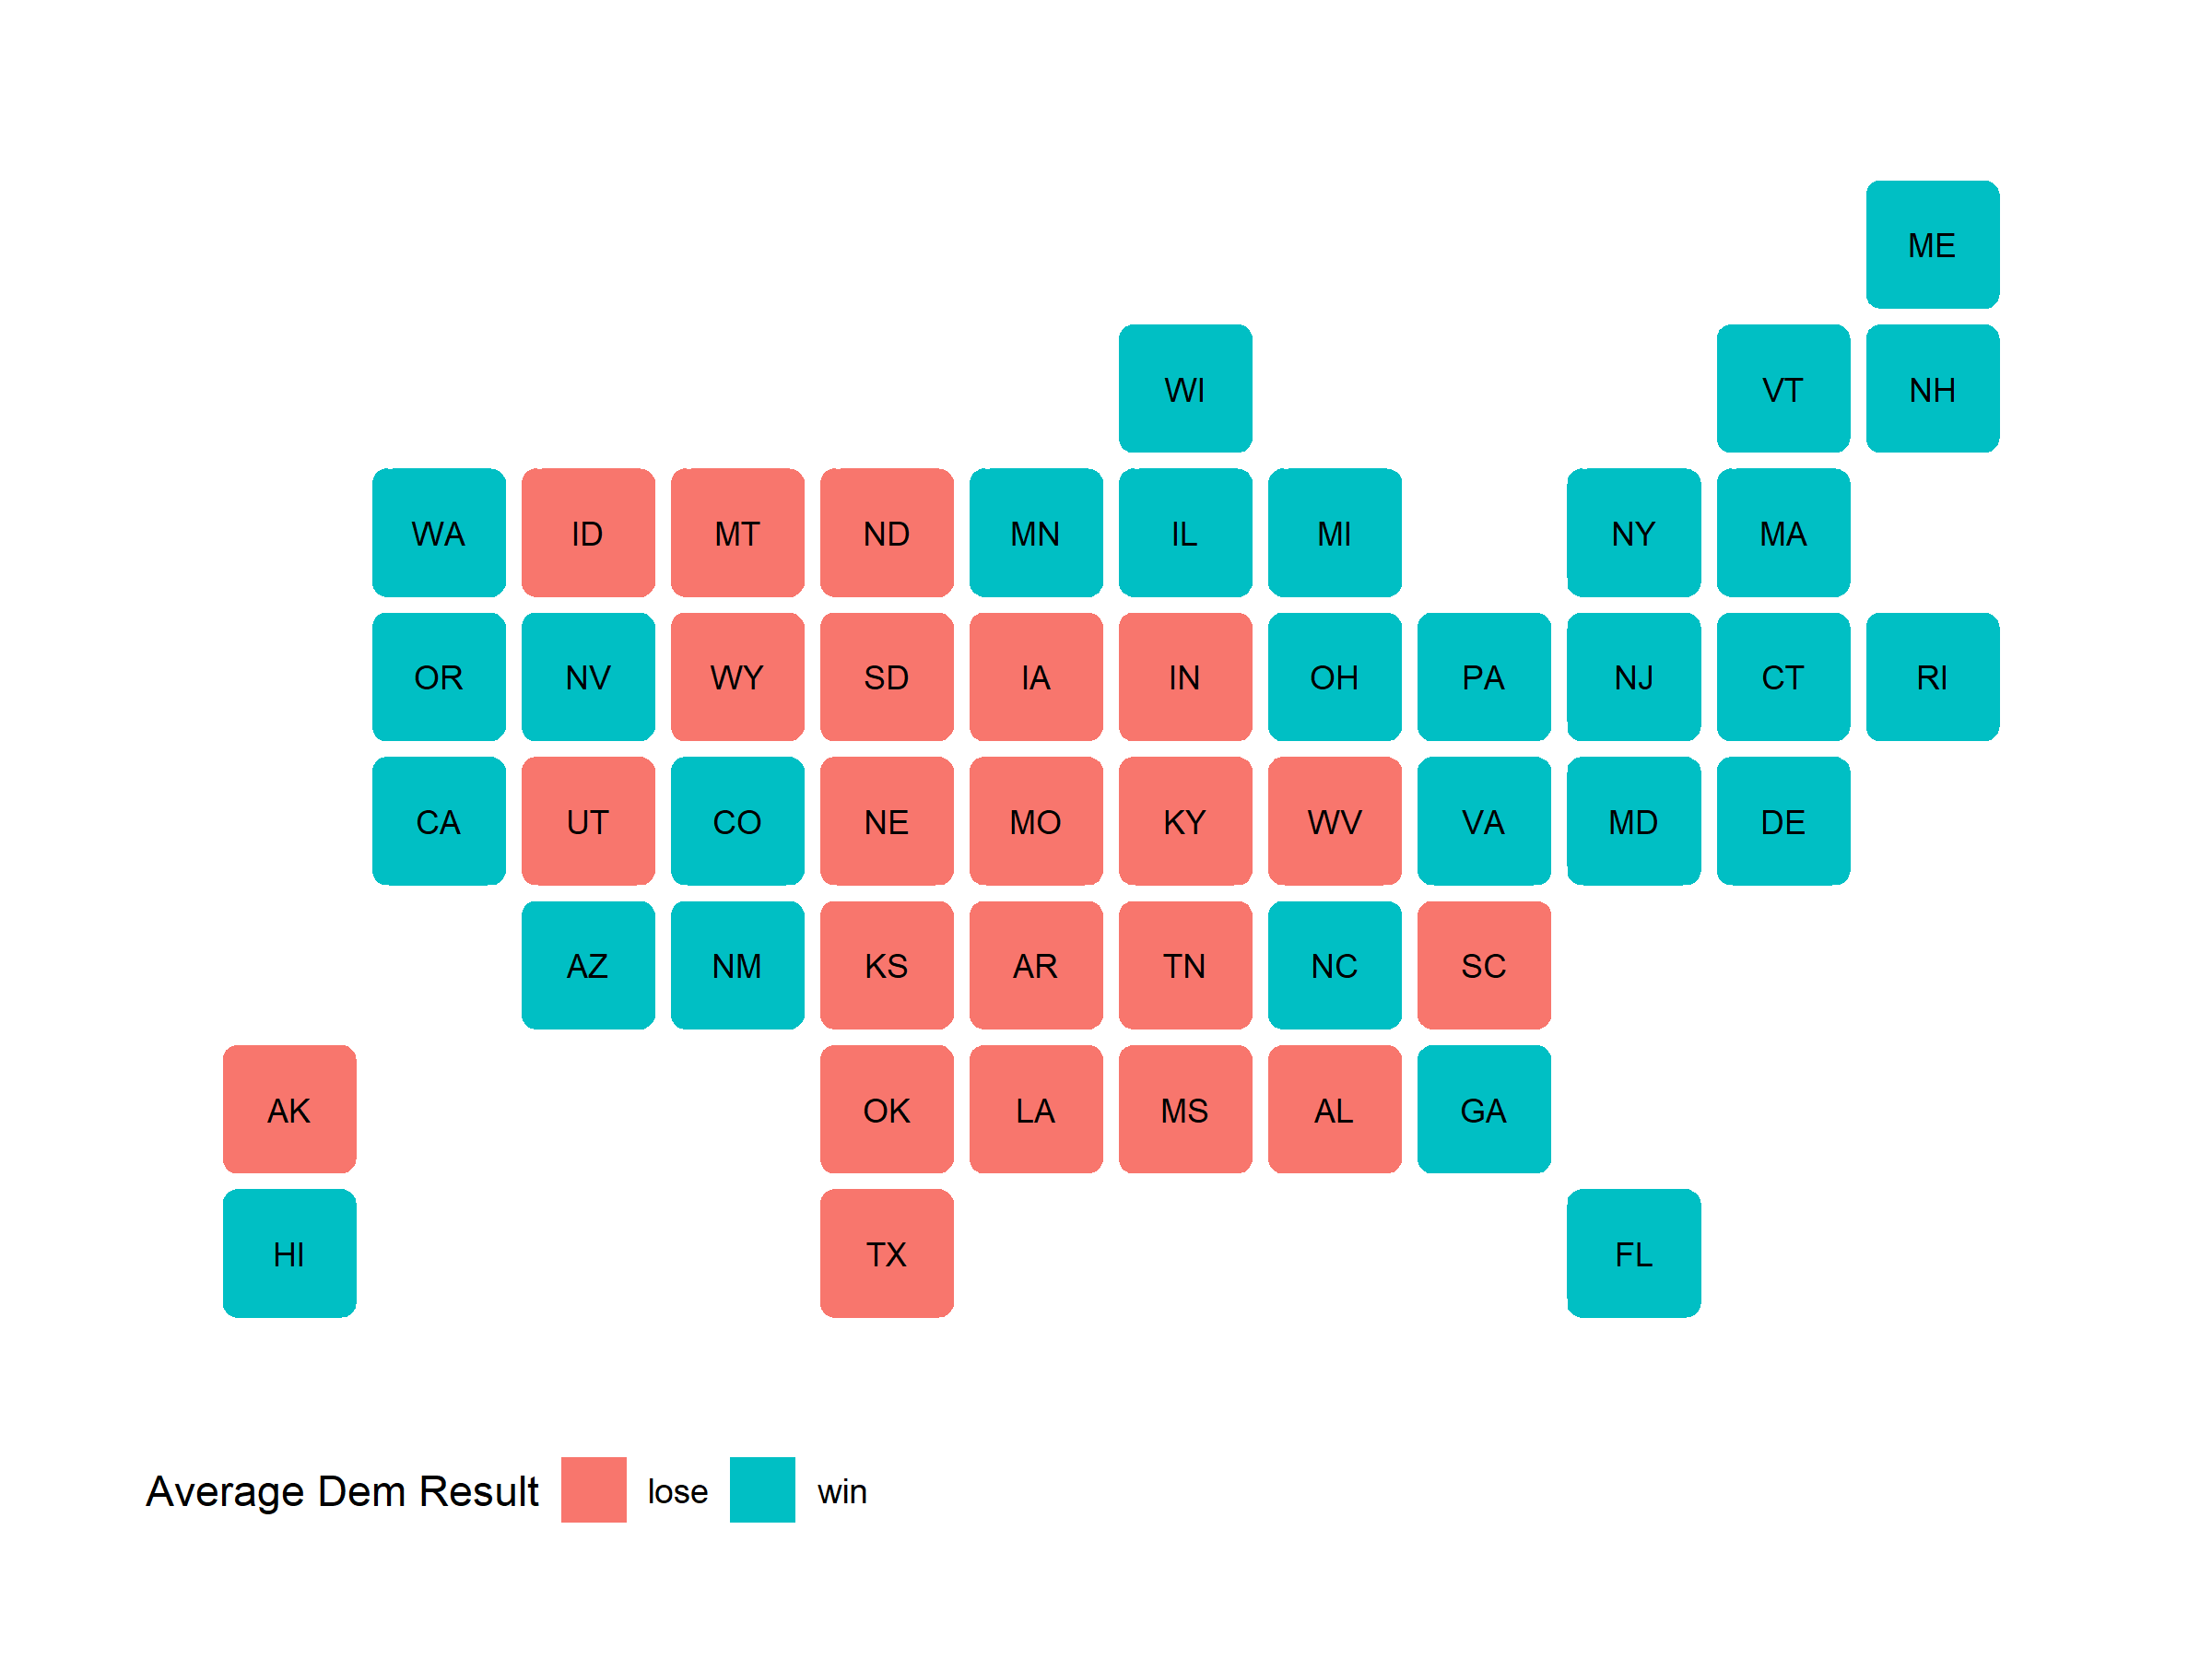 ME
WI VT NH
WA ID MT ND MN IL MI NY MA
OR NV WY SD IA IN OH PA NJ CT RI
CA UT CO NE MO KY WV VA MD DE
AZ NM KS AR TN NC SC
AK OK LA MS AL GA
HI TX FL
Average Dem Result lose win